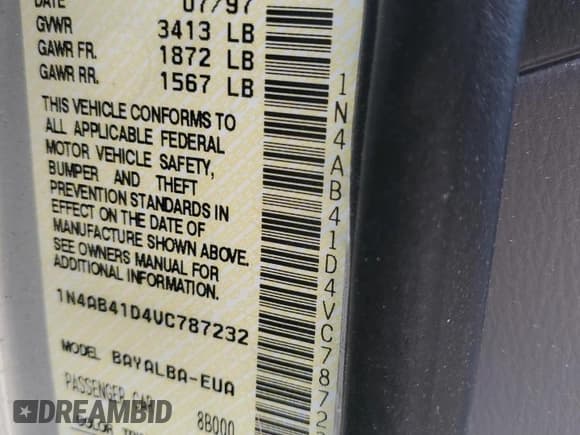 DATE 07/97
GVWR 3413 LB
GAWR FR. 1872 LB
GAWR RR. 1567 LB
THIS VEHICLE CONFORMS TO
ALL APPLICABLE FEDERAL
MOTOR VEHICLE SAFETY,
BUMPER AND THEFT
PREVENTION STANDARDS IN
EFFECT ON THE DATE OF
MANUFACTURE SHOWN ABOVE.
SEE OWNERS MANUAL FOR
ADDITIONAL INFORMATION.
1N4AB41D4VC787232
MODEL BAYALBA-EUA
PASSENGER CAR
8B000
COLOR
1N4AB41D4VC7872
DREAMBID